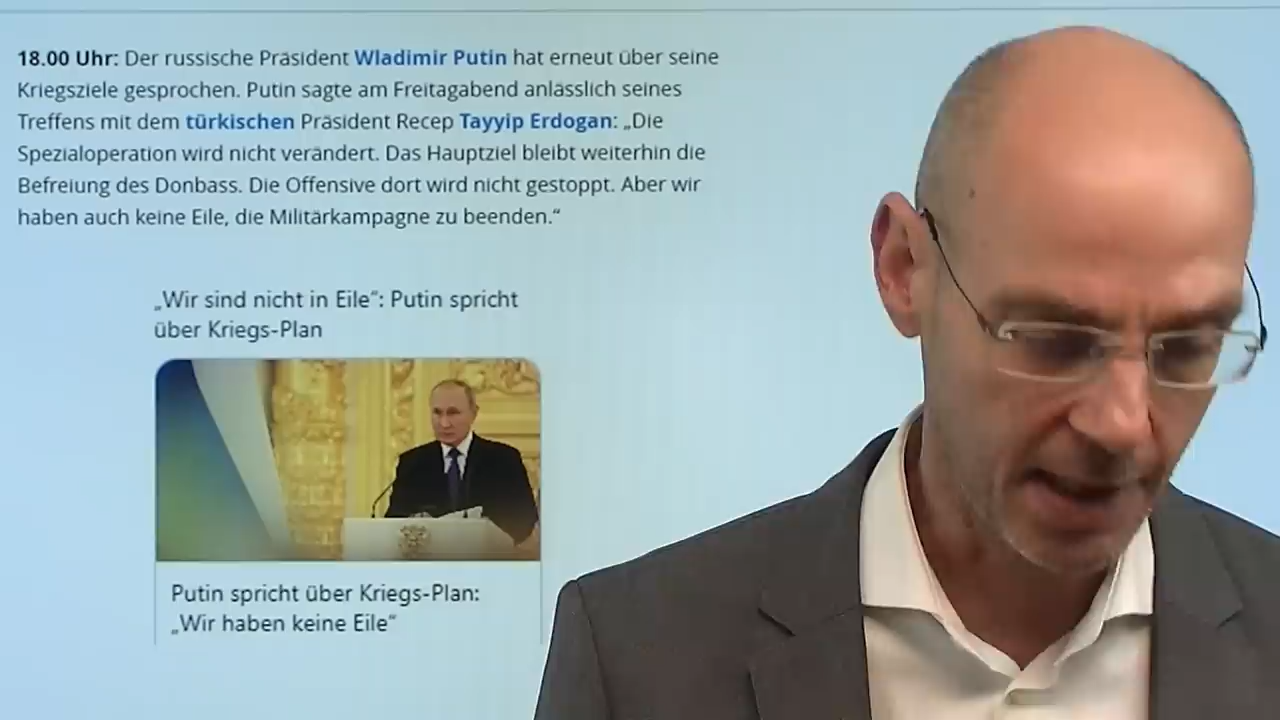 18.00 Uhr: Der russische Präsident Wladimir Putin hat erneut über seine
Kriegsziele gesprochen. Putin sagte am Freitagabend anlässlich seines
Treffens mit dem türkischen Präsident Recep Tayyip Erdogan: „Die
Spezialoperation wird nicht verändert. Das Hauptziel bleibt weiterhin die
Befreiung des Donbass. Die Offensive dort wird nicht gestoppt. Aber wir
haben auch keine Eile, die Militärkampagne zu beenden.“
„Wir sind nicht in Eile“: Putin spricht
über Kriegs-Plan
Putin spricht über Kriegs-Plan:
„Wir haben keine Eile“